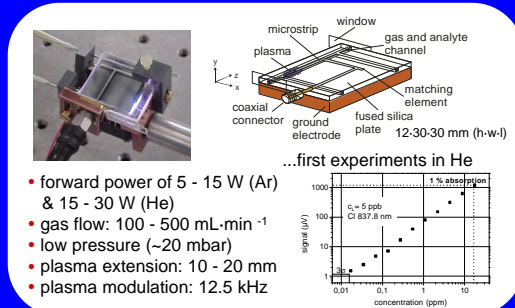 window
microstrip
gas and analyte
channel
plasma
y
z
x
matching
element
coaxial
connector
ground
electrode
fused silica
plate
12·30·30 mm (h·w·l)
...first experiments in He
• forward power of 5 - 15 W (Ar)
& 15 - 30 W (He)
• gas flow: 100 - 500 mL·min -1
• low pressure (~20 mbar)
• plasma extension: 10 - 20 mm
• plasma modulation: 12.5 kHz
1 % absorption
1000
100
10
1
signal (µV)
cL = 5 ppb
Cl 837.8 nm
3σ
0,01 0,1 1 10
concentration (ppm)